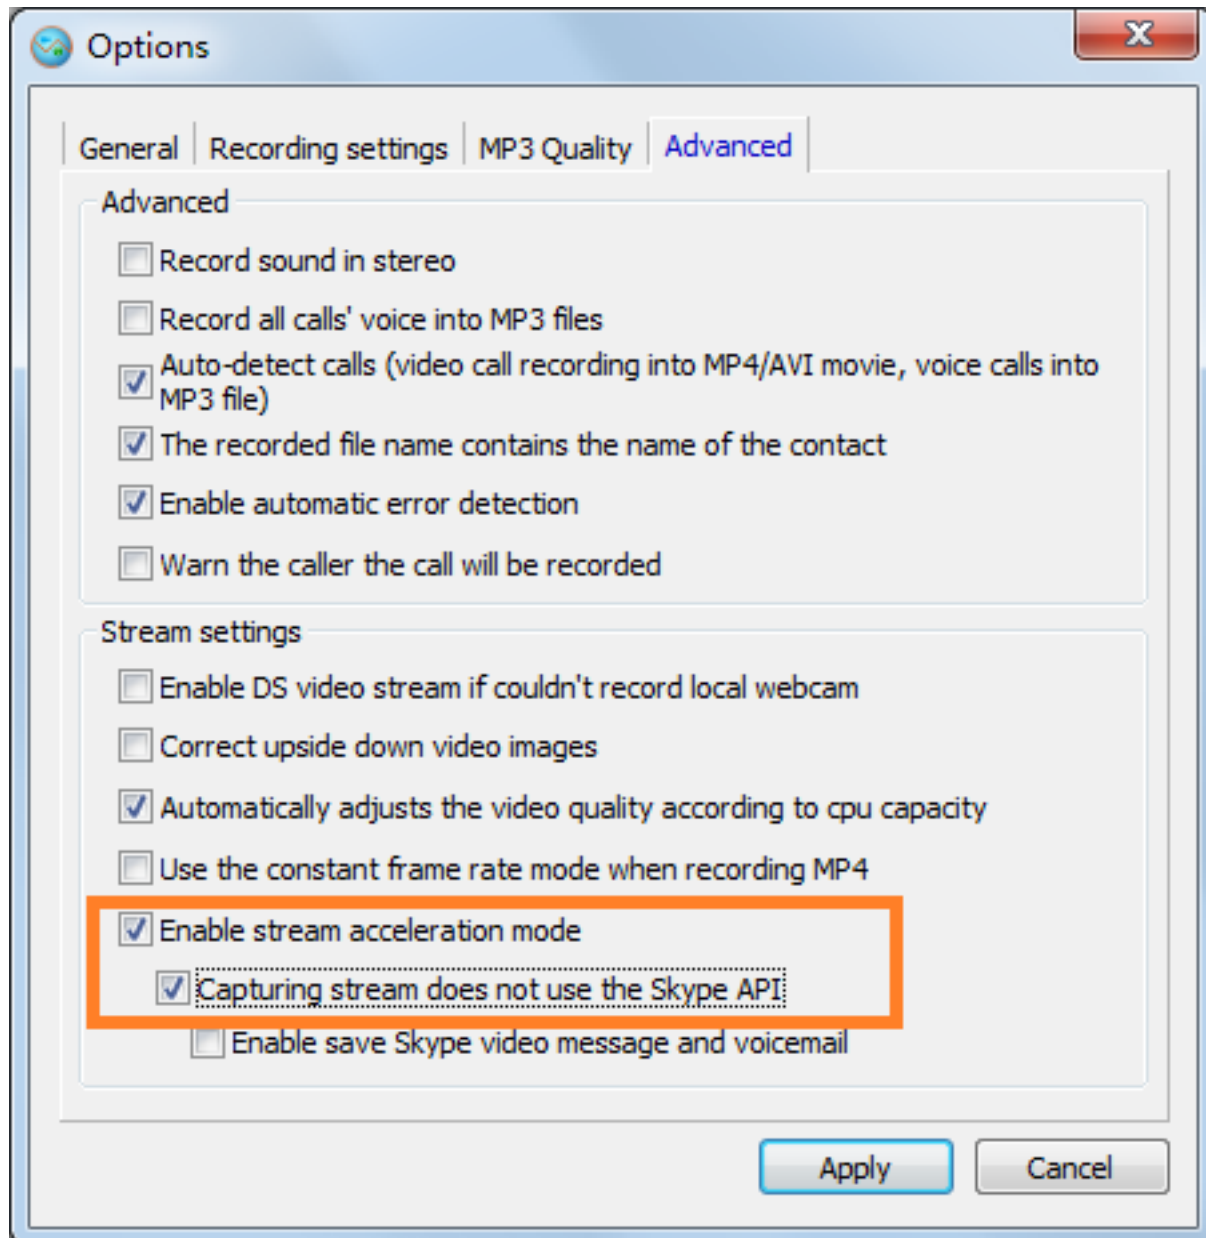 Options
General Recording settings MP3 Quality Advanced
Advanced
Record sound in stereo
Record all calls' voice into MP3 files
Auto-detect calls (video call recording into MP4/AVI movie, voice calls into
MP3 file)
The recorded file name contains the name of the contact
Enable automatic error detection
Warn the caller the call will be recorded
Stream settings
Enable DS video stream if couldn't record local webcam
Correct upside down video images
Automatically adjusts the video quality according to cpu capacity
Use the constant frame rate mode when recording MP4
Enable stream acceleration mode
Capturing stream does not use the Skype API
Enable save Skype video message and voicemail
Apply Cancel